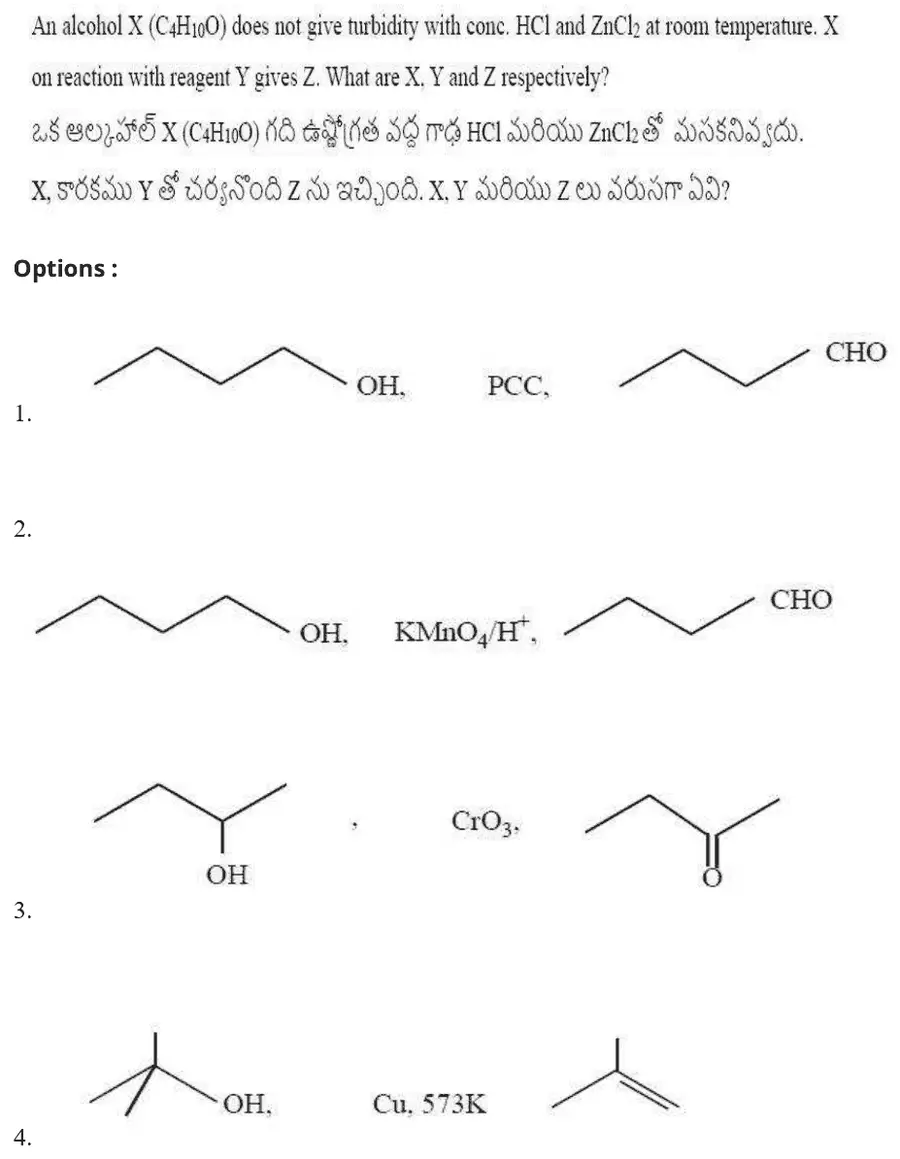 An alcohol X (C4H10O) does not give turbidity with conc. HCl and ZnCl2 at room temperature. X
on reaction with reagent Y gives Z. What are X, Y and Z respectively?
ఒక ఆల్కహాల్ X (C4H10O) గది ఉష్ణోగ్రత వద్ద గాఢ HCl మరియు ZnCl2 తో మసకనివ్వదు.
X, కారకము Y తో చర్యనొంది Z ను ఇచ్చింది. X, Y మరియు Z లు వరుసగా ఏవి?
Options :
OH, PCC, CHO
1.
2.
OH, KMnO4/H+, CHO
, CrO3, 
OH O
3.
OH, Cu, 573K
4.